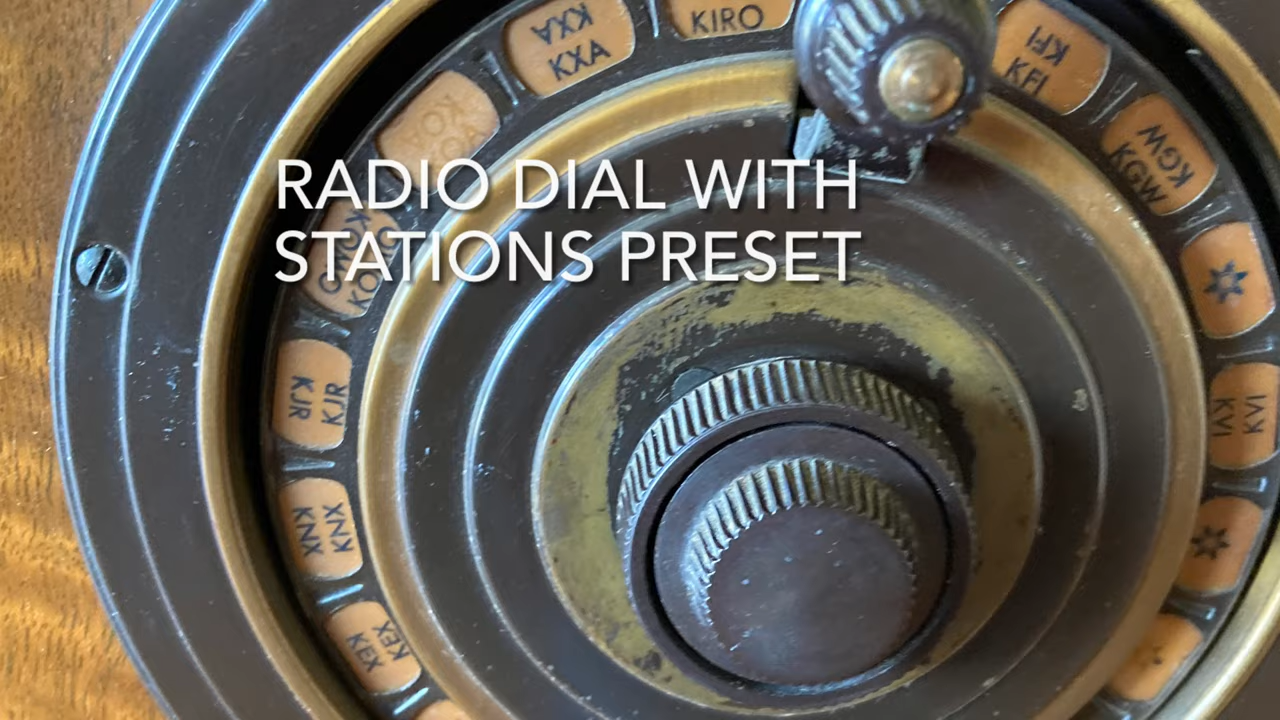 RADIO DIAL WITH
STATIONS PRESET
KXA
KXA
KIRO
KFI
KFI
KGW
KGW
KJR
KJR
KVI
KVI
KNX
KNX
KEX
KEX